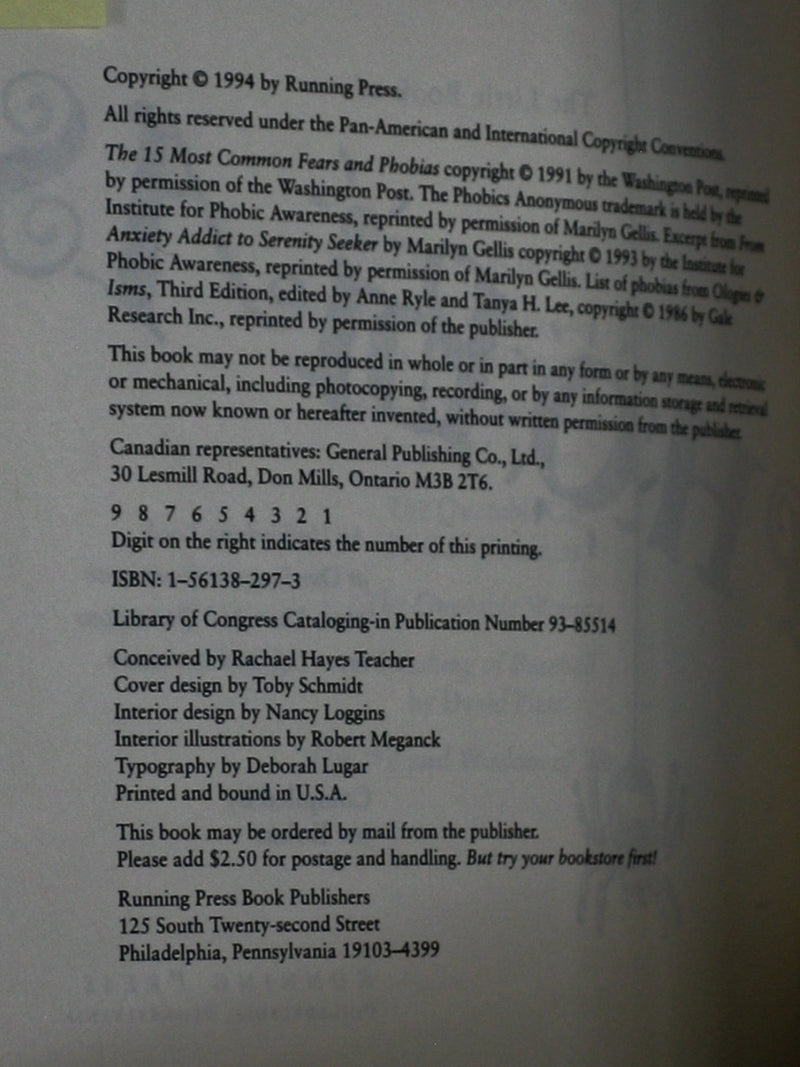 Copyright © 1994 by Running Press.
All rights reserved under the Pan-American and International Copyright Conventions.
The 15 Most Common Fears and Phobias copyright © 1991 by the Washington Post, reprinted
by permission of the Washington Post. The Phobics Anonymous trademark is held by the
Institute for Phobic Awareness, reprinted by permission of Marilyn Gellis. Excerpt from From
Anxiety Addict to Serenity Seeker by Marilyn Gellis copyright © 1993 by the Institute for
Phobic Awareness, reprinted by permission of Marilyn Gellis. List of phobias from Ologies &
Isms, Third Edition, edited by Anne Ryle and Tanya H. Lee, copyright © 1986 by Gale
Research Inc., reprinted by permission of the publisher.
This book may not be reproduced in whole or in part in any form or by any means, electronic
or mechanical, including photocopying, recording, or by any information storage and retrieval
system now known or hereafter invented, without written permission from the publisher.
Canadian representatives: General Publishing Co., Ltd.,
30 Lesmill Road, Don Mills, Ontario M3B 2T6.
9 8 7 6 5 4 3 2 1
Digit on the right indicates the number of this printing.
ISBN: 1–56138–297–3
Library of Congress Cataloging-in Publication Number 93–85514
Conceived by Rachael Hayes Teacher
Cover design by Toby Schmidt
Interior design by Nancy Loggins
Interior illustrations by Robert Meganck
Typography by Deborah Lugar
Printed and bound in U.S.A.
This book may be ordered by mail from the publisher.
Please add $2.50 for postage and handling. But try your bookstore first!
Running Press Book Publishers
125 South Twenty-second Street
Philadelphia, Pennsylvania 19103–4399